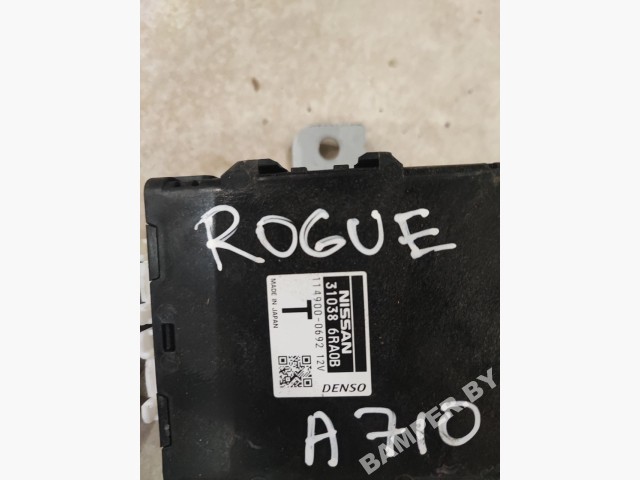 ROGUE
NISSAN
31038 6RA0B
114900-0692 12V
T
MADE IN JAPAN
DENSO
A710
BAMPER.BY